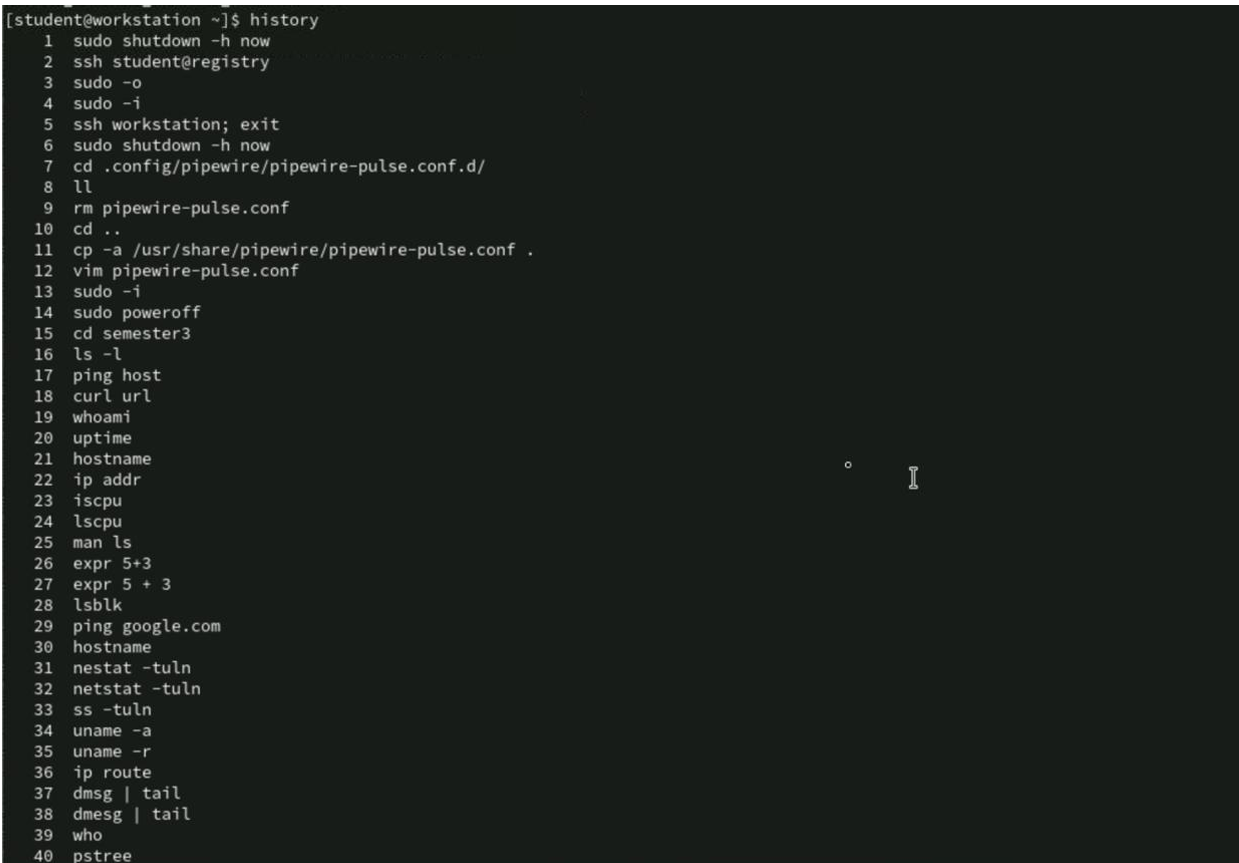 [student@workstation ~]$ history
1 sudo shutdown -h now
2 ssh student@registry
3 sudo -o
4 sudo -i
5 ssh workstation; exit
6 sudo shutdown -h now
7 cd .config/pipewire/pipewire-pulse.conf.d/
8 ll
9 rm pipewire-pulse.conf
10 cd ..
11 cp -a /usr/share/pipewire/pipewire-pulse.conf .
12 vim pipewire-pulse.conf
13 sudo -i
14 sudo poweroff
15 cd semester3
16 ls -l
17 ping host
18 curl url
19 whoami
20 uptime
21 hostname
22 ip addr
23 iscpu
24 lscpu
25 man ls
26 expr 5+3
27 expr 5 + 3
28 lsblk
29 ping google.com
30 hostname
31 nestat -tuln
32 netstat -tuln
33 ss -tuln
34 uname -a
35 uname -r
36 ip route
37 dmsg | tail
38 dmesg | tail
39 who
40 pstree